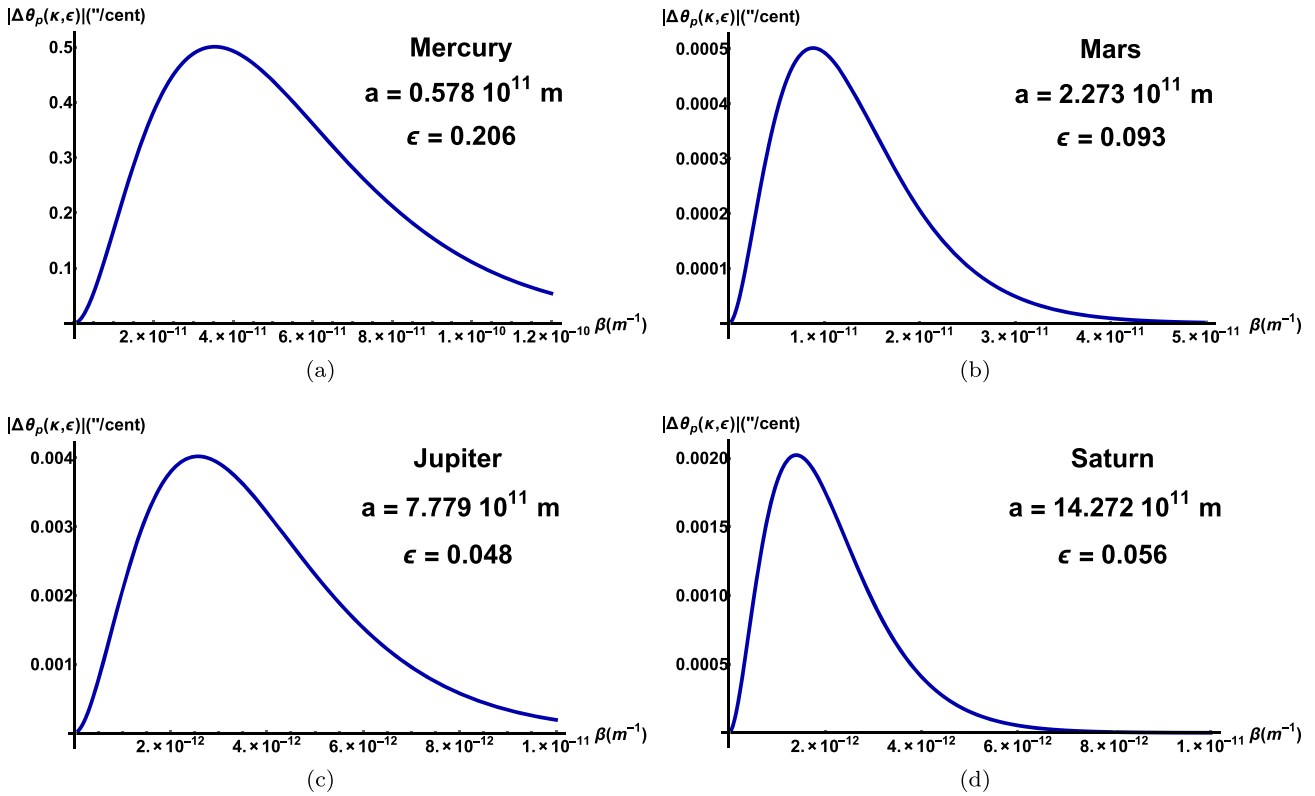 |Δθₚ(κ,ϵ)|("/cent)
Mercury
a = 0.578 10¹¹ m
ϵ = 0.206
0.5
0.4
0.3
0.2
0.1
2.×10⁻¹¹ 4.×10⁻¹¹ 6.×10⁻¹¹ 8.×10⁻¹¹ 1.×10⁻¹⁰ 1.2×10⁻¹⁰ β(m⁻¹)
(a)
|Δθₚ(κ,ϵ)|("/cent)
Mars
a = 2.273 10¹¹ m
ϵ = 0.093
0.0005
0.0004
0.0003
0.0002
0.0001
1.×10⁻¹¹ 2.×10⁻¹¹ 3.×10⁻¹¹ 4.×10⁻¹¹ 5.×10⁻¹¹ β(m⁻¹)
(b)
|Δθₚ(κ,ϵ)|("/cent)
Jupiter
a = 7.779 10¹¹ m
ϵ = 0.048
0.004
0.003
0.002
0.001
2.×10⁻¹² 4.×10⁻¹² 6.×10⁻¹² 8.×10⁻¹² 1.×10⁻¹¹ β(m⁻¹)
(c)
|Δθₚ(κ,ϵ)|("/cent)
Saturn
a = 14.272 10¹¹ m
ϵ = 0.056
0.0020
0.0015
0.0010
0.0005
2.×10⁻¹² 4.×10⁻¹² 6.×10⁻¹² 8.×10⁻¹² 1.×10⁻¹¹ β(m⁻¹)
(d)